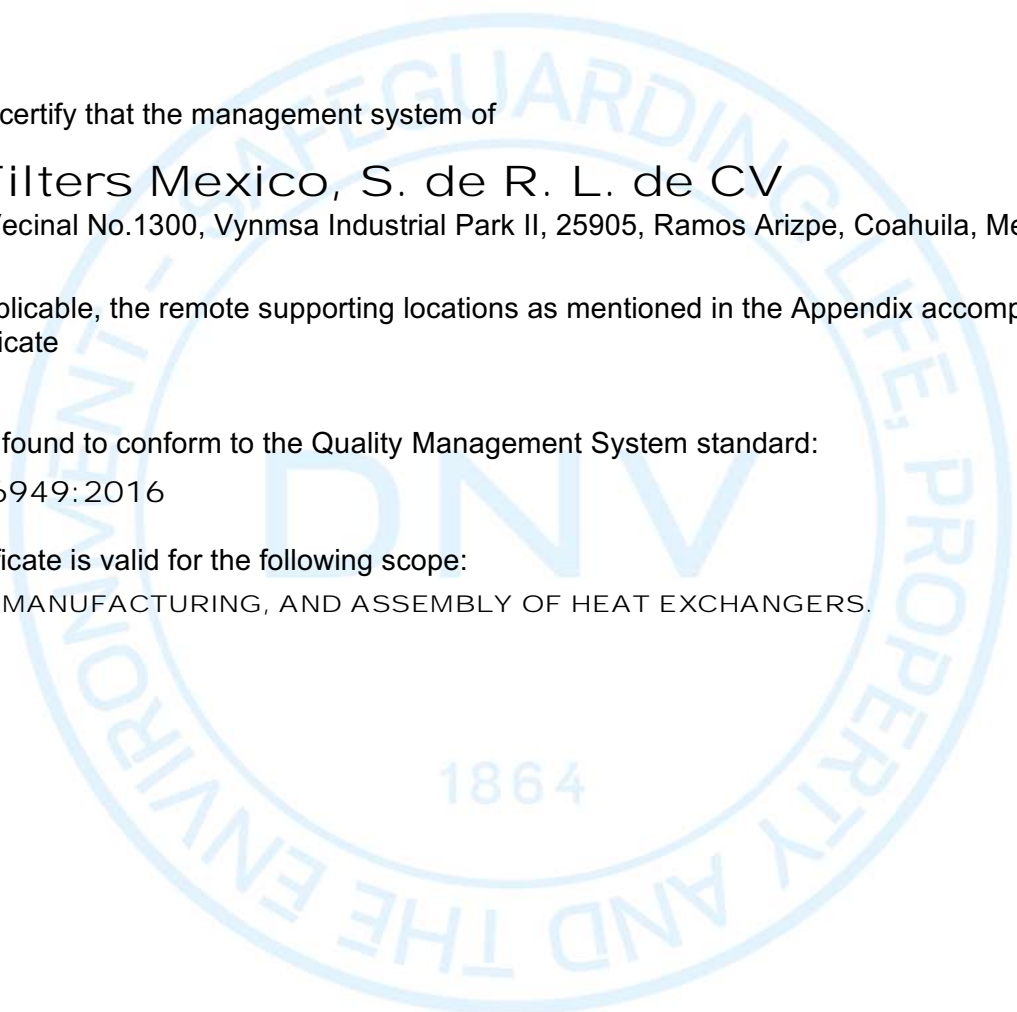 certify that the management system of
Filters Mexico, S. de R. L. de CV
Vecinal No.1300, Vynmsa Industrial Park II, 25905, Ramos Arizpe, Coahuila, Me
plicable, the remote supporting locations as mentioned in the Appendix accomp
icate
found to conform to the Quality Management System standard:
6949:2016
ficate is valid for the following scope:
MANUFACTURING, AND ASSEMBLY OF HEAT EXCHANGERS.
SAFEGUARDING LIFE, PROPERTY AND THE ENVIRONMENT
DNV
1864